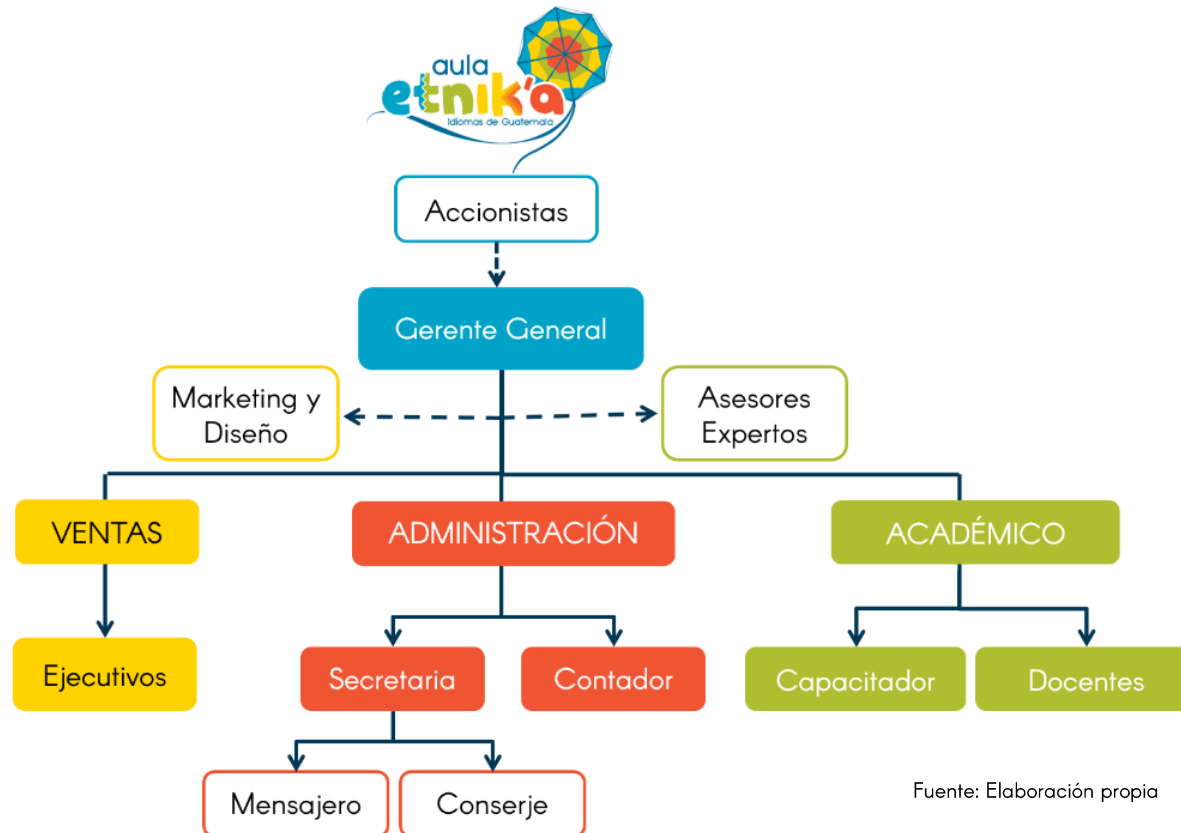 aula
etnik'a
Idiomas de Guatemala
Accionistas
Gerente General
Marketing y
Diseño
Asesores
Expertos
VENTAS
ADMINISTRACIÓN
ACADÉMICO
Ejecutivos
Secretaria
Contador
Capacitador
Docentes
Mensajero
Conserje
Fuente: Elaboración propia